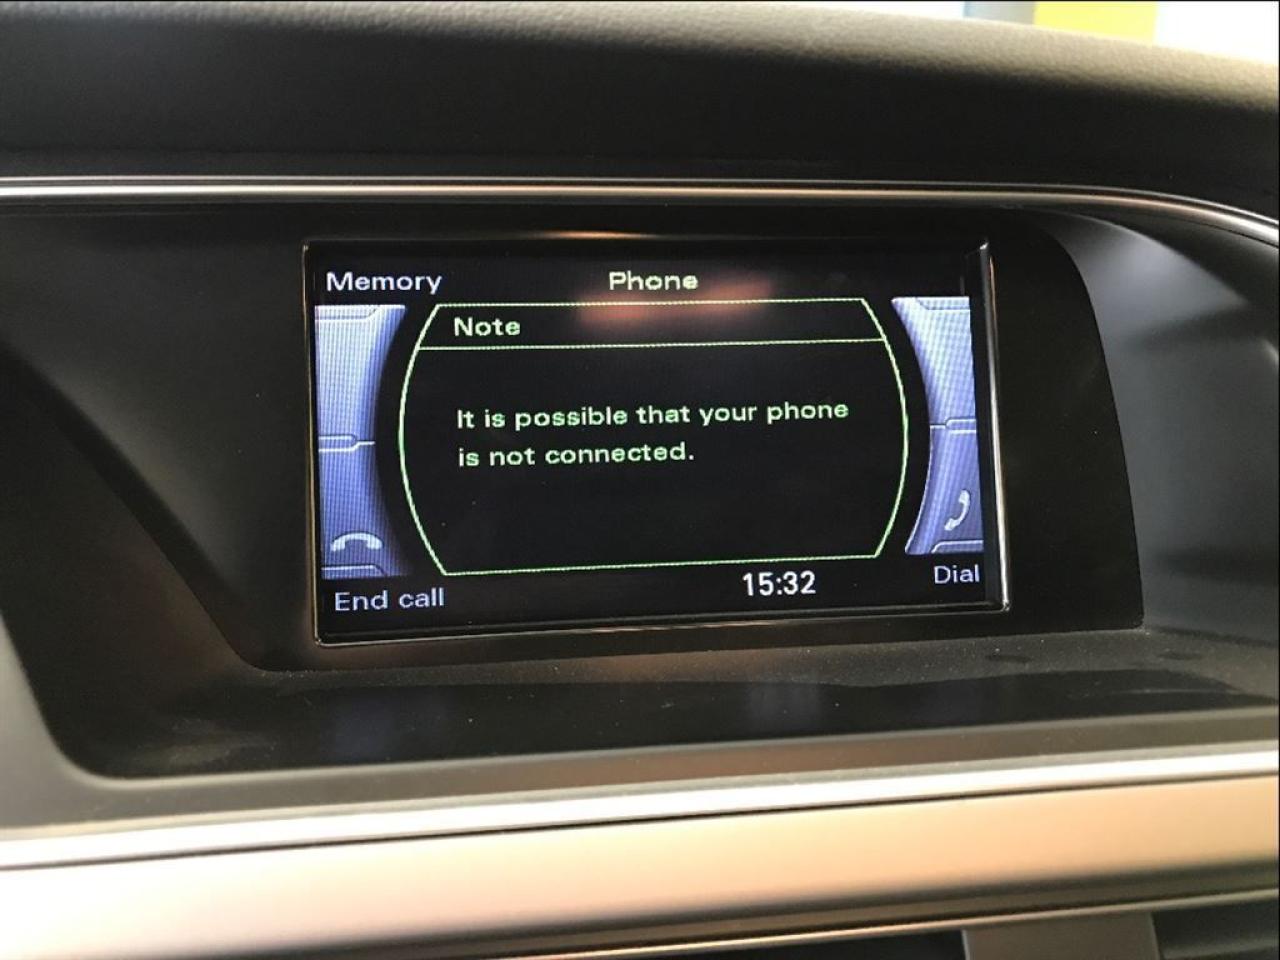 Memory
Phone
Note
It is possible that your phone
is not connected.
End call
15:32
Dial